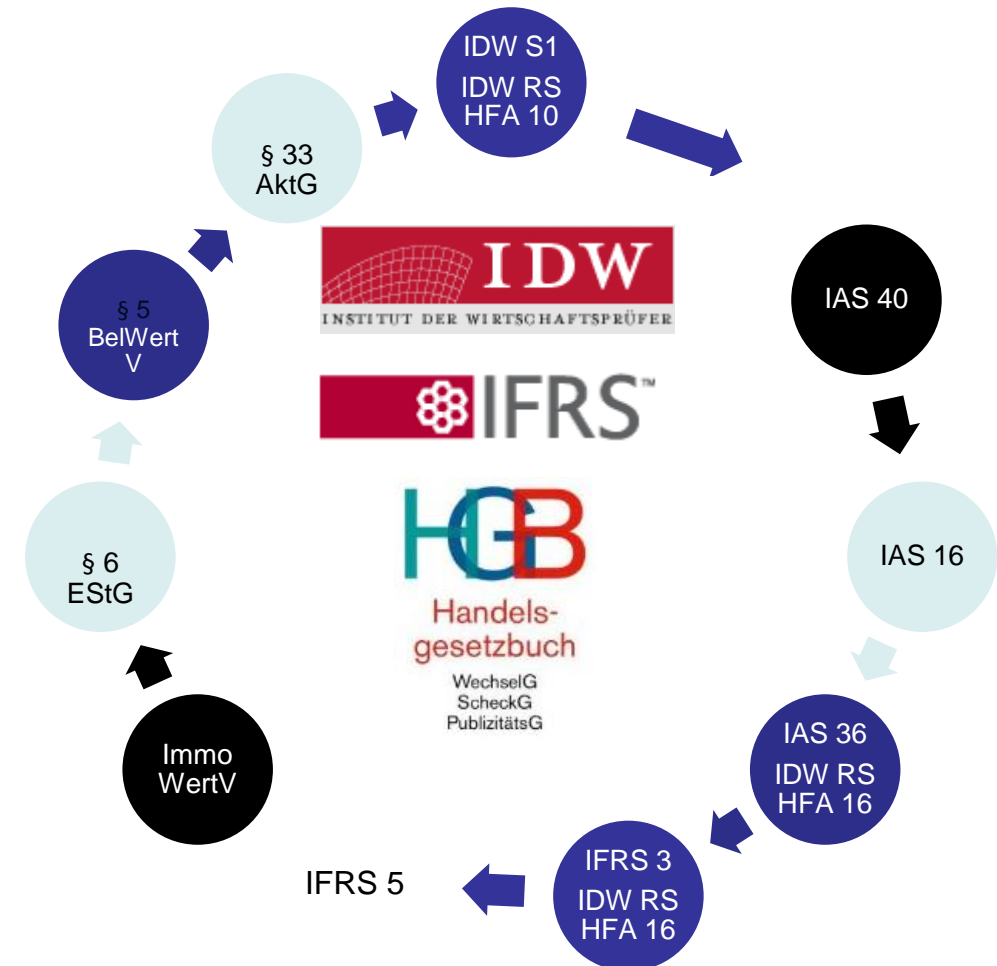 IDW S1
IDW RS
HFA 10
§ 33
AktG
IDW
INSTITUT DER WIRTSCHAFTSPRÜFER
§ 5
BelWert
V
IAS 40
IFRS™
HGB
Handels-
gesetzbuch
WechselG
ScheckG
PublizitätsG
§ 6
EStG
IAS 16
Immo
WertV
IAS 36
IDW RS
HFA 16
IFRS 5
IFRS 3
IDW RS
HFA 16